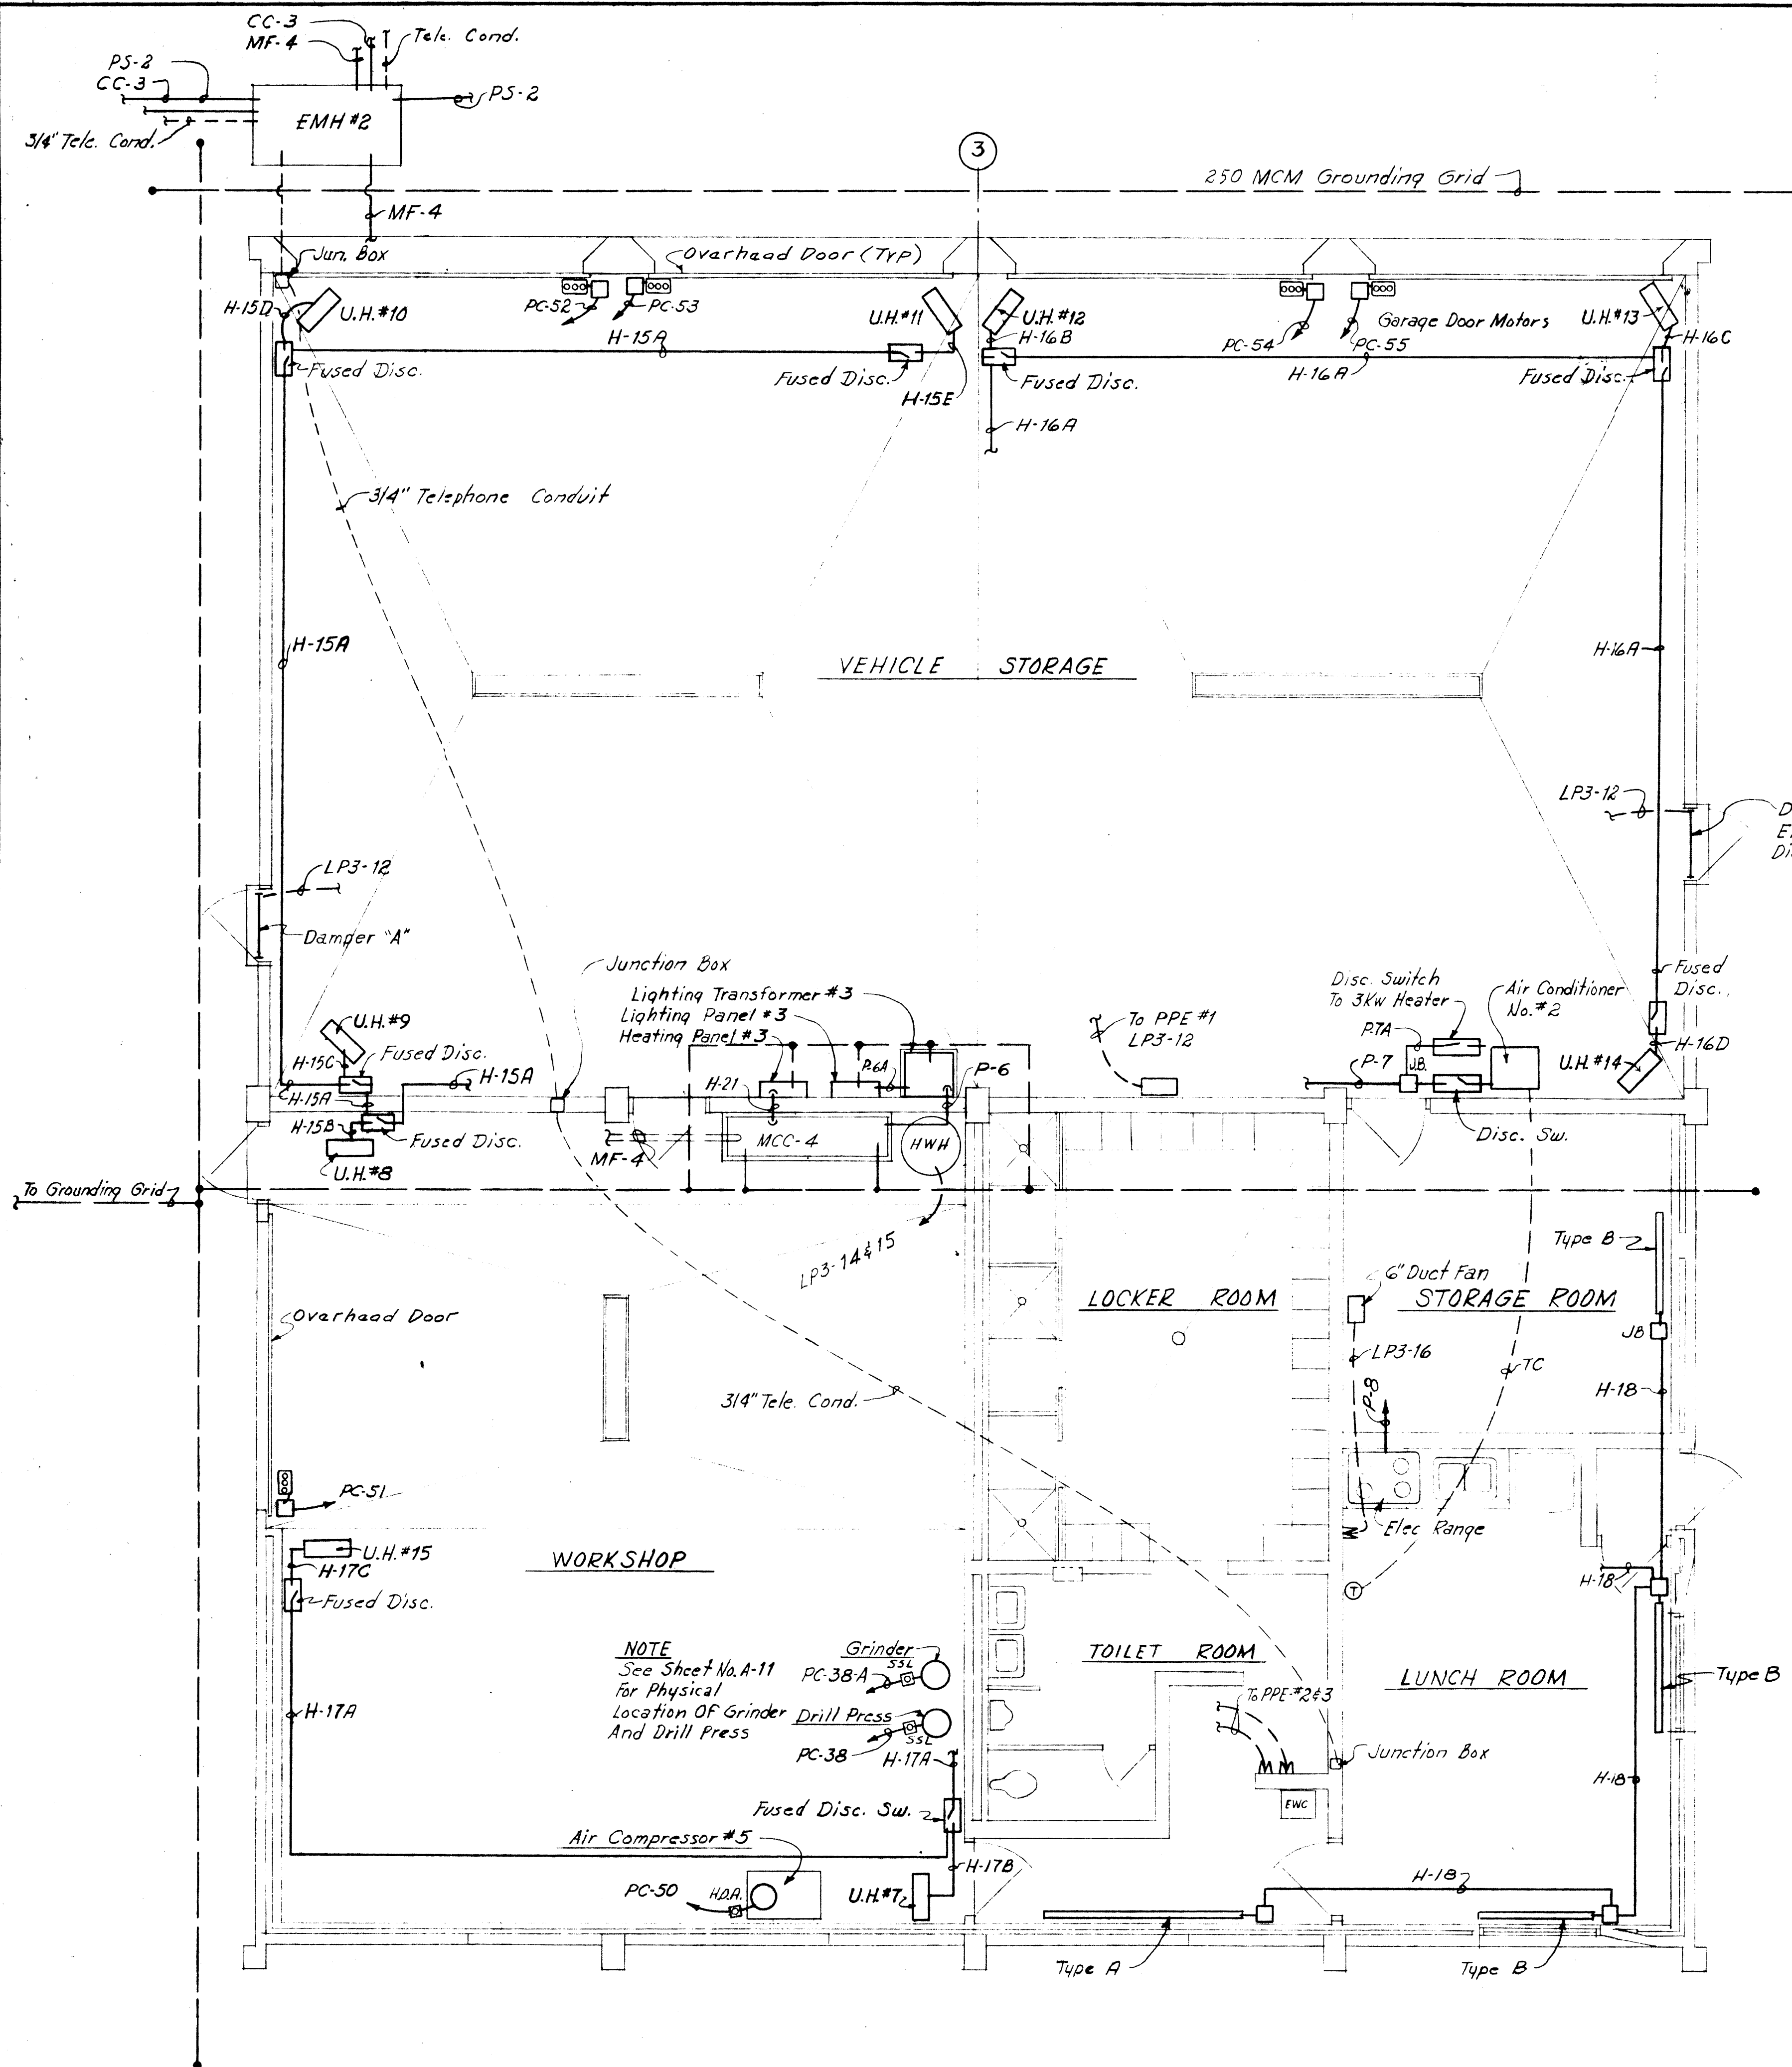 CC-3
MF-4
Tele. Cond.
PS-2
CC-3
PS-2
EMH #2
3/4" Tele. Cond.
3
250 MCM Grounding Grid
MF-4
Jun. Box
Overhead Door (Typ)
H-15D
U.H.#10
PC-52
PC-53
U.H.#11
U.H.#12
H-16B
Garage Door Motors
U.H.#13
H-16C
H-15A
PC-54
PC-55
Fused Disc.
Fused Disc.
H-15E
Fused Disc.
H-16A
Fused Disc.
H-16A
3/4" Telephone Conduit
H-15A
VEHICLE STORAGE
H-16A
LP3-12
D
Di
LP3-12
Damper "A"
Junction Box
Lighting Transformer #3
Lighting Panel #3
Heating Panel #3
To PPE #1
LP3-12
Disc. Switch
To 3Kw Heater
Air Conditioner
No. #2
Fused
Disc.
U.H.#9
H-15C
Fused Disc.
H-15A
H-21
P-6A
P-6
P-7A
P-7
J.B.
U.H.#14
H-16D
H-15A
H-15B
Fused Disc.
U.H.#8
MF-4
MCC-4
HWH
Disc. Sw.
To Grounding Grid
LP3-14&15
Type B
6" Duct Fan
LOCKER ROOM
STORAGE ROOM
Overhead Door
JB
LP3-16
TC
P-8
H-18
3/4" Tele. Cond.
PC-51
Elec Range
U.H.#15
H-17C
Fused Disc.
WORKSHOP
H-18
T
NOTE
See Sheet No. A-11
For Physical
Location Of Grinder
And Drill Press
Grinder
SSL
PC-38-A
Drill Press
SSL
PC-38
TOILET ROOM
LUNCH ROOM
Type B
To PPE-#2&3
H-17A
H-17A
Junction Box
H-18
EWC
Fused Disc. Sw.
Air Compressor #5
H-17B
H-18
PC-50
H.O.A.
U.H.#7
Type A
Type B